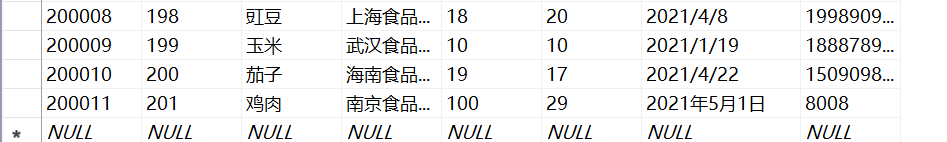 200008 198 豇豆 上海食品... 18 20 2021/4/8 1998909...
200009 199 玉米 武汉食品... 10 10 2021/1/19 1888789...
200010 200 茄子 海南食品... 19 17 2021/4/22 1509098...
200011 201 鸡肉 南京食品... 100 29 2021年5月1日 8008
* NULL NULL NULL NULL NULL NULL NULL NULL